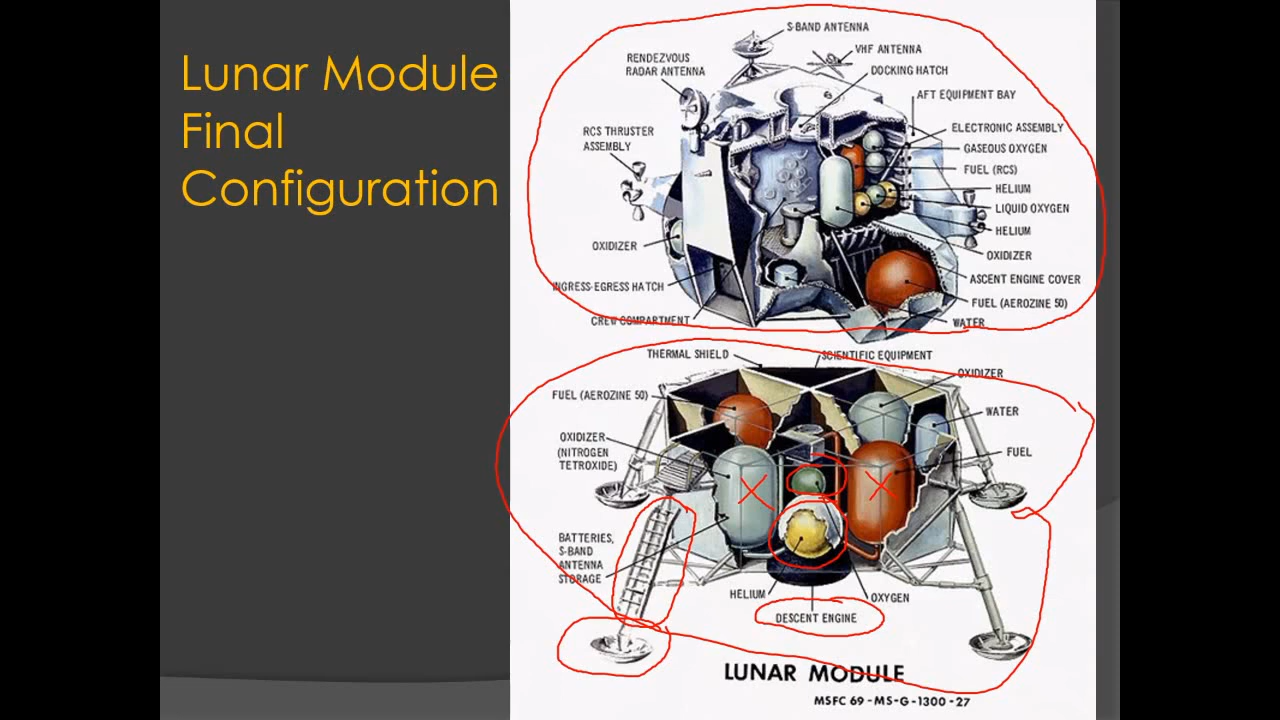 Lunar Module
Final
Configuration
S-BAND ANTENNA
VHF ANTENNA
RENDEZVOUS
RADAR ANTENNA
DOCKING HATCH
AFT EQUIPMENT BAY
RCS THRUSTER
ASSEMBLY
ELECTRONIC ASSEMBLY
GASEOUS OXYGEN
FUEL (RCS)
HELIUM
LIQUID OXYGEN
HELIUM
OXIDIZER
OXIDIZER
ASCENT ENGINE COVER
INGRESS-EGRESS HATCH
FUEL (AEROZINE 50)
CREW COMPARTMENT
WATER
THERMAL SHIELD
SCIENTIFIC EQUIPMENT
OXIDIZER
FUEL (AEROZINE 50)
WATER
OXIDIZER
(NITROGEN
TETROXIDE)
FUEL
BATTERIES,
S-BAND
ANTENNA
STORAGE
HELIUM
OXYGEN
DESCENT ENGINE
LUNAR MODULE
MSFC 69-MS-G-1300-27